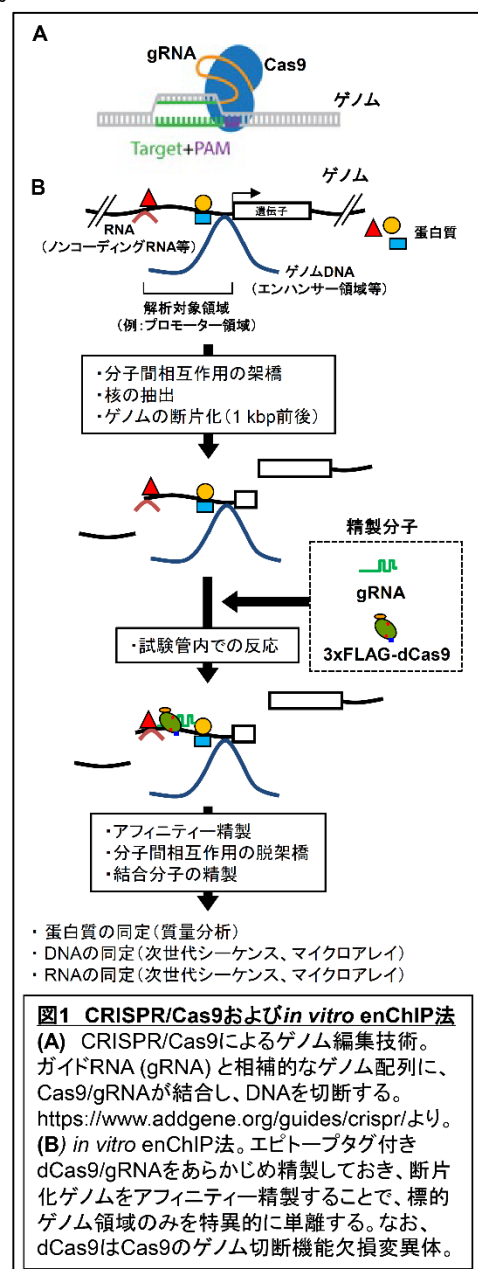 A
gRNA
Cas9
ゲノム
Target+PAM
B
ゲノム
遺伝子
RNA
(ノンコーディングRNA等)
蛋白質
ゲノムDNA
(エンハンサー領域等)
解析対象領域
(例:プロモーター領域)
・分子間相互作用の架橋
・核の抽出
・ゲノムの断片化(1 kbp前後)
精製分子
gRNA
3xFLAG-dCas9
・試験管内での反応
・アフィニティー精製
・分子間相互作用の脱架橋
・結合分子の精製
・ 蛋白質の同定(質量分析)
・ DNAの同定(次世代シーケンス、マイクロアレイ)
・ RNAの同定(次世代シーケンス、マイクロアレイ)
図1 CRISPR/Cas9およびin vitro enChIP法
(A) CRISPR/Cas9によるゲノム編集技術。
ガイドRNA (gRNA) と相補的なゲノム配列に、
Cas9/gRNAが結合し、DNAを切断する。
https://www.addgene.org/guides/crispr/より。
(B) in vitro enChIP法。エピトープタグ付き
dCas9/gRNAをあらかじめ精製しておき、断片
化ゲノムをアフィニティー精製することで、標的
ゲノム領域のみを特異的に単離する。なお、
dCas9はCas9のゲノム切断機能欠損変異体。